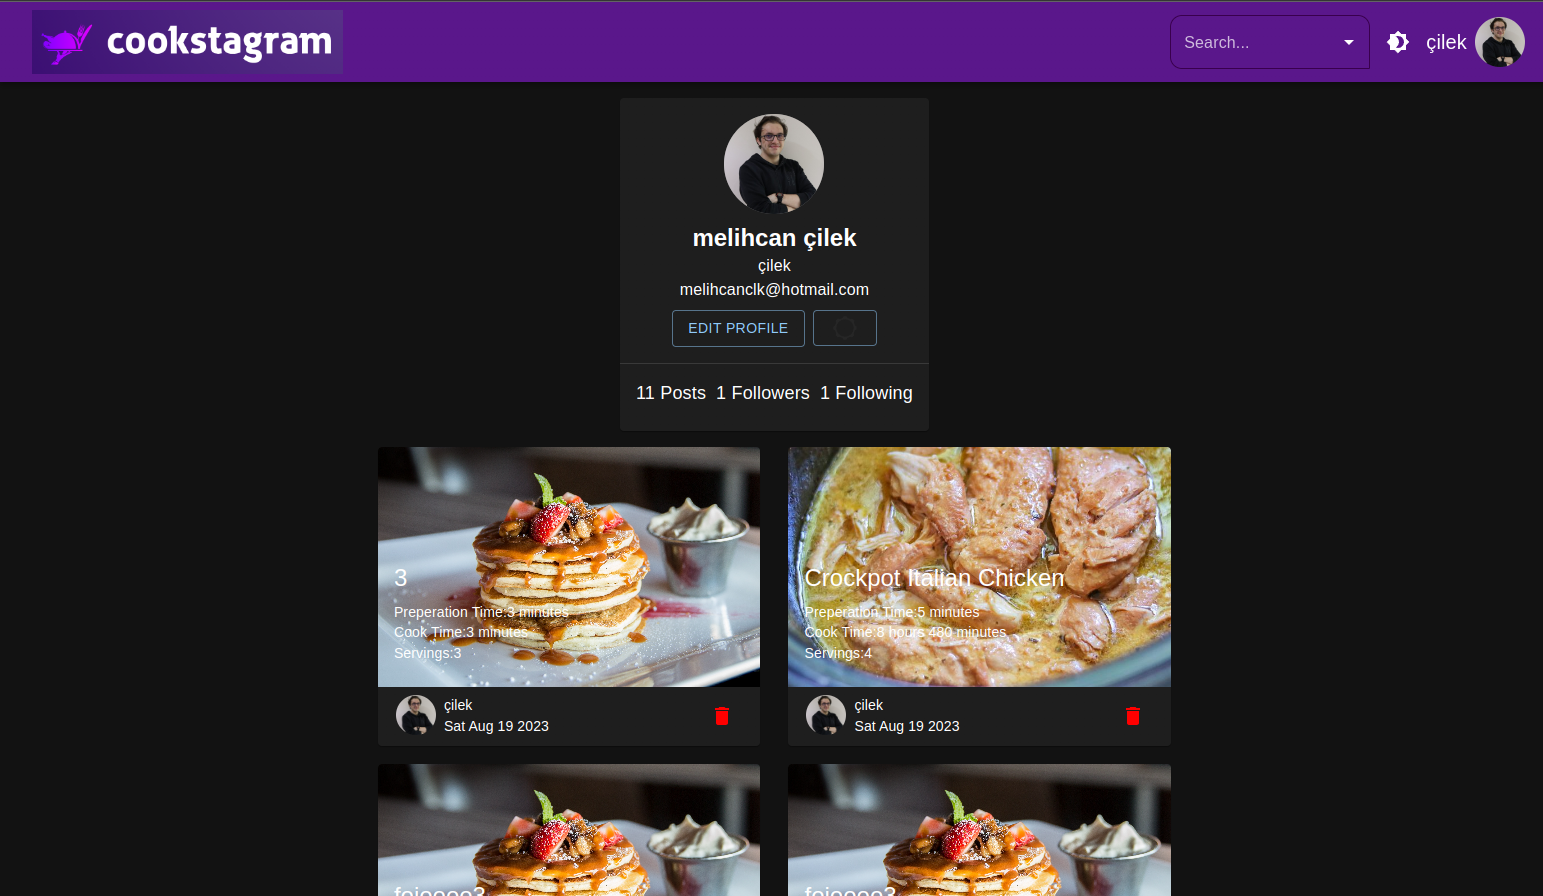 cookstagram
Search...
çilek
melihcan çilek
çilek
melihcanclk@hotmail.com
EDIT PROFILE
11 Posts 1 Followers 1 Following
3
Preperation Time:3 minutes
Cook Time:3 minutes
Servings:3
çilek
Sat Aug 19 2023
Crockpot Italian Chicken
Preperation Time:5 minutes
Cook Time:8 hours 480 minutes
Servings:4
çilek
Sat Aug 19 2023